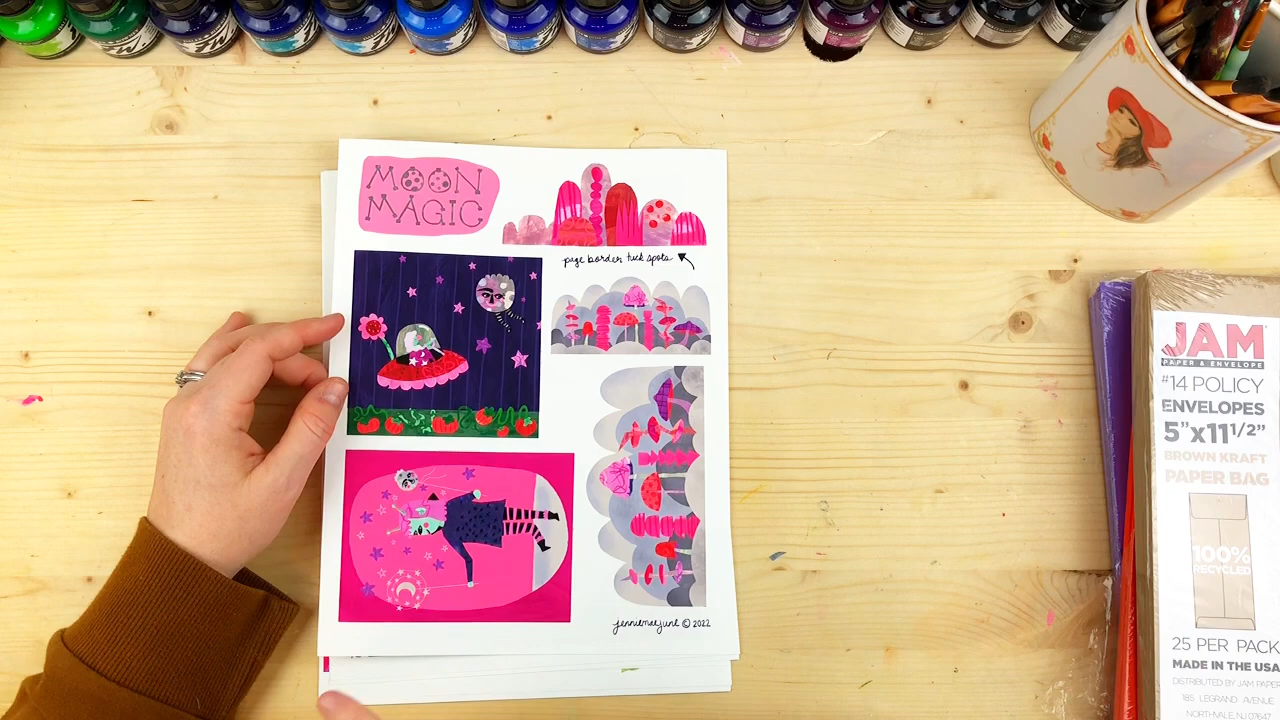 MOON
MAGIC
page border tuck spots
jenniemaejune © 2022
JAM
PAPER & ENVELOPE
#14 POLICY
ENVELOPES
5"x11 1/2"
BROWN KRAFT
PAPER BAG
100%
RECYCLED
25 PER PACK
MADE IN THE USA
DISTRIBUTED BY JAM PAPER
185 LEGRAND AVENUE
NORTHVALE, NJ 07647